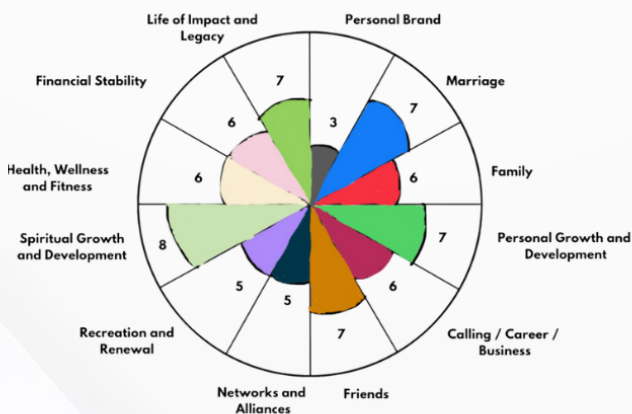 Life of Impact and
Legacy
Personal Brand
Financial Stability
Marriage
7
3
7
6
Health, Wellness
and Fitness
6
6
Family
Spiritual Growth
and Development
8
7
Personal Growth and
Development
5
5
6
7
Recreation and
Renewal
Calling / Career /
Business
Networks and
Alliances
Friends